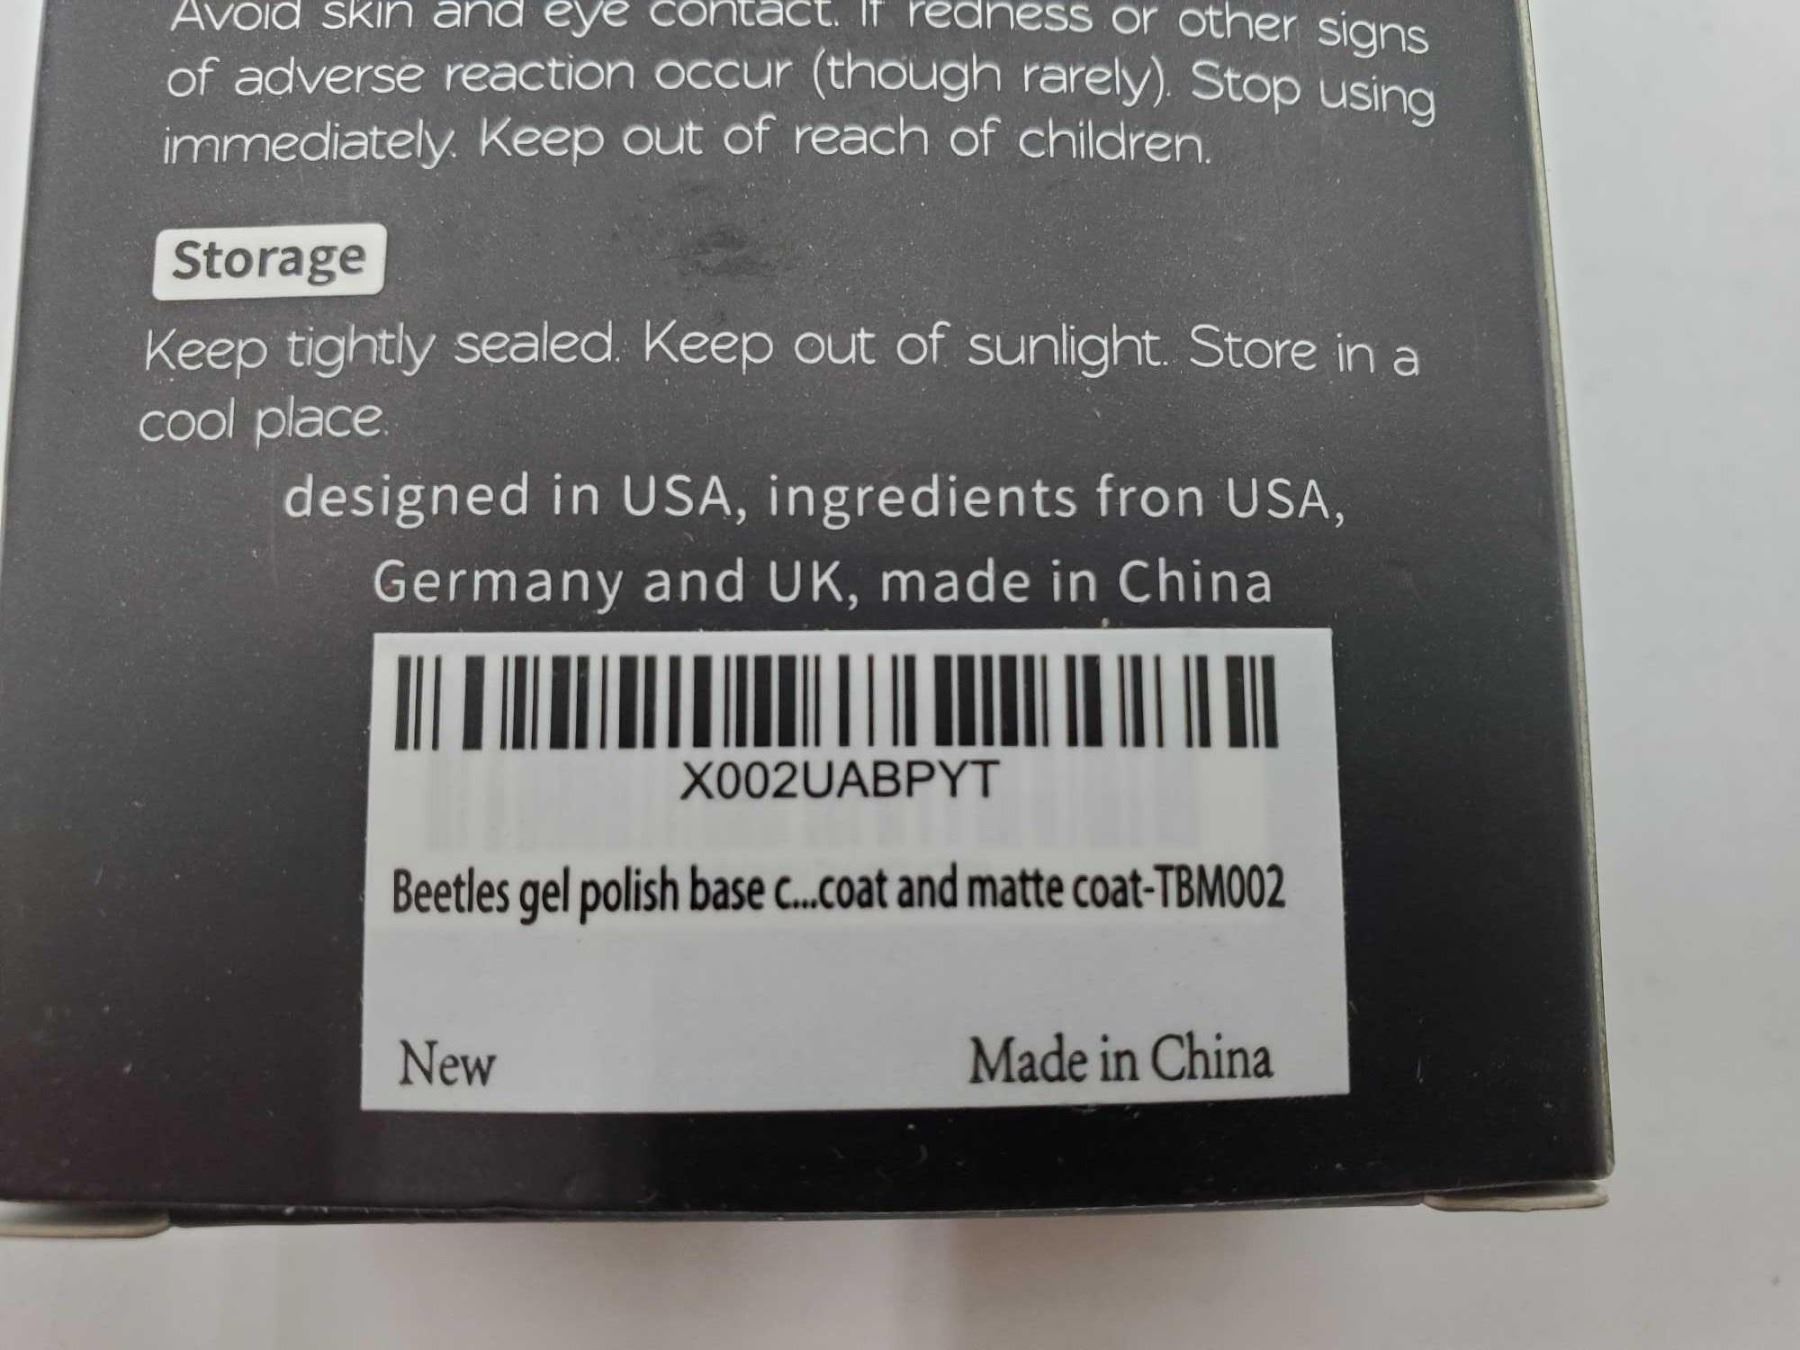 Avoid skin and eye contact. If redness or other signs
of adverse reaction occur (though rarely). Stop using
immediately. Keep out of reach of children.
Storage
Keep tightly sealed. Keep out of sunlight. Store in a
cool place.
designed in USA, ingredients fron USA,
Germany and UK, made in China
X002UABPYT
Beetles gel polish base c...coat and matte coat-TBM002
New
Made in China